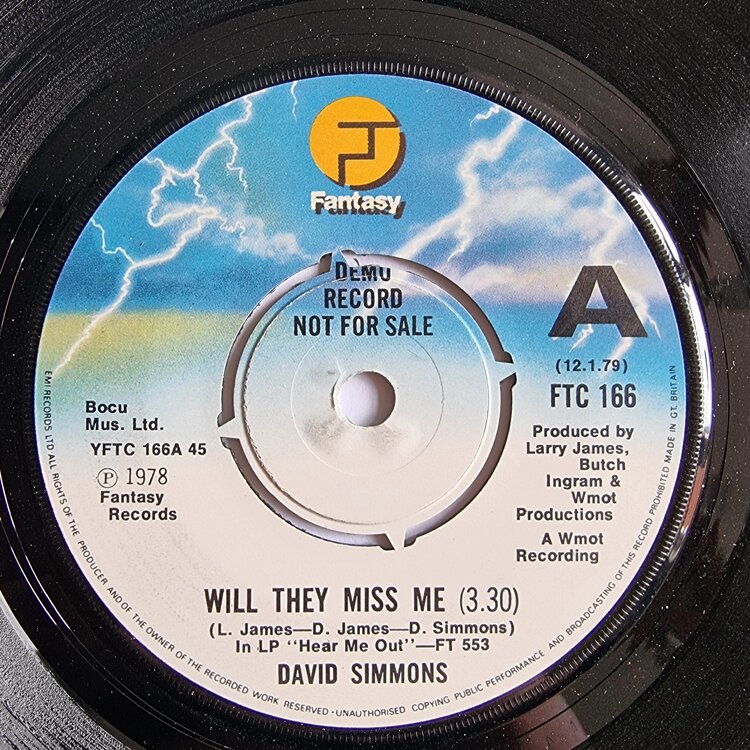 Fantasy
DEMO
RECORD
NOT FOR SALE
A
(12.1.79)
FTC 166
Bocu
Mus. Ltd.
YFTC 166A 45
Ⓟ 1978
Fantasy
Records
Produced by
Larry James,
Butch
Ingram &
Wmot
Productions
A Wmot
Recording
WILL THEY MISS ME (3.30)
(L. James—D. James—D. Simmons)
In LP "Hear Me Out"—FT 553
DAVID SIMMONS
EMI RECORDS LTD ALL RIGHTS OF THE PRODUCER AND OF THE OWNER OF THE RECORDED WORK RESERVED · UNAUTHORISED COPYING PUBLIC PERFORMANCE AND BROADCASTING OF THIS RECORD PROHIBITED MADE IN GT. BRITAIN